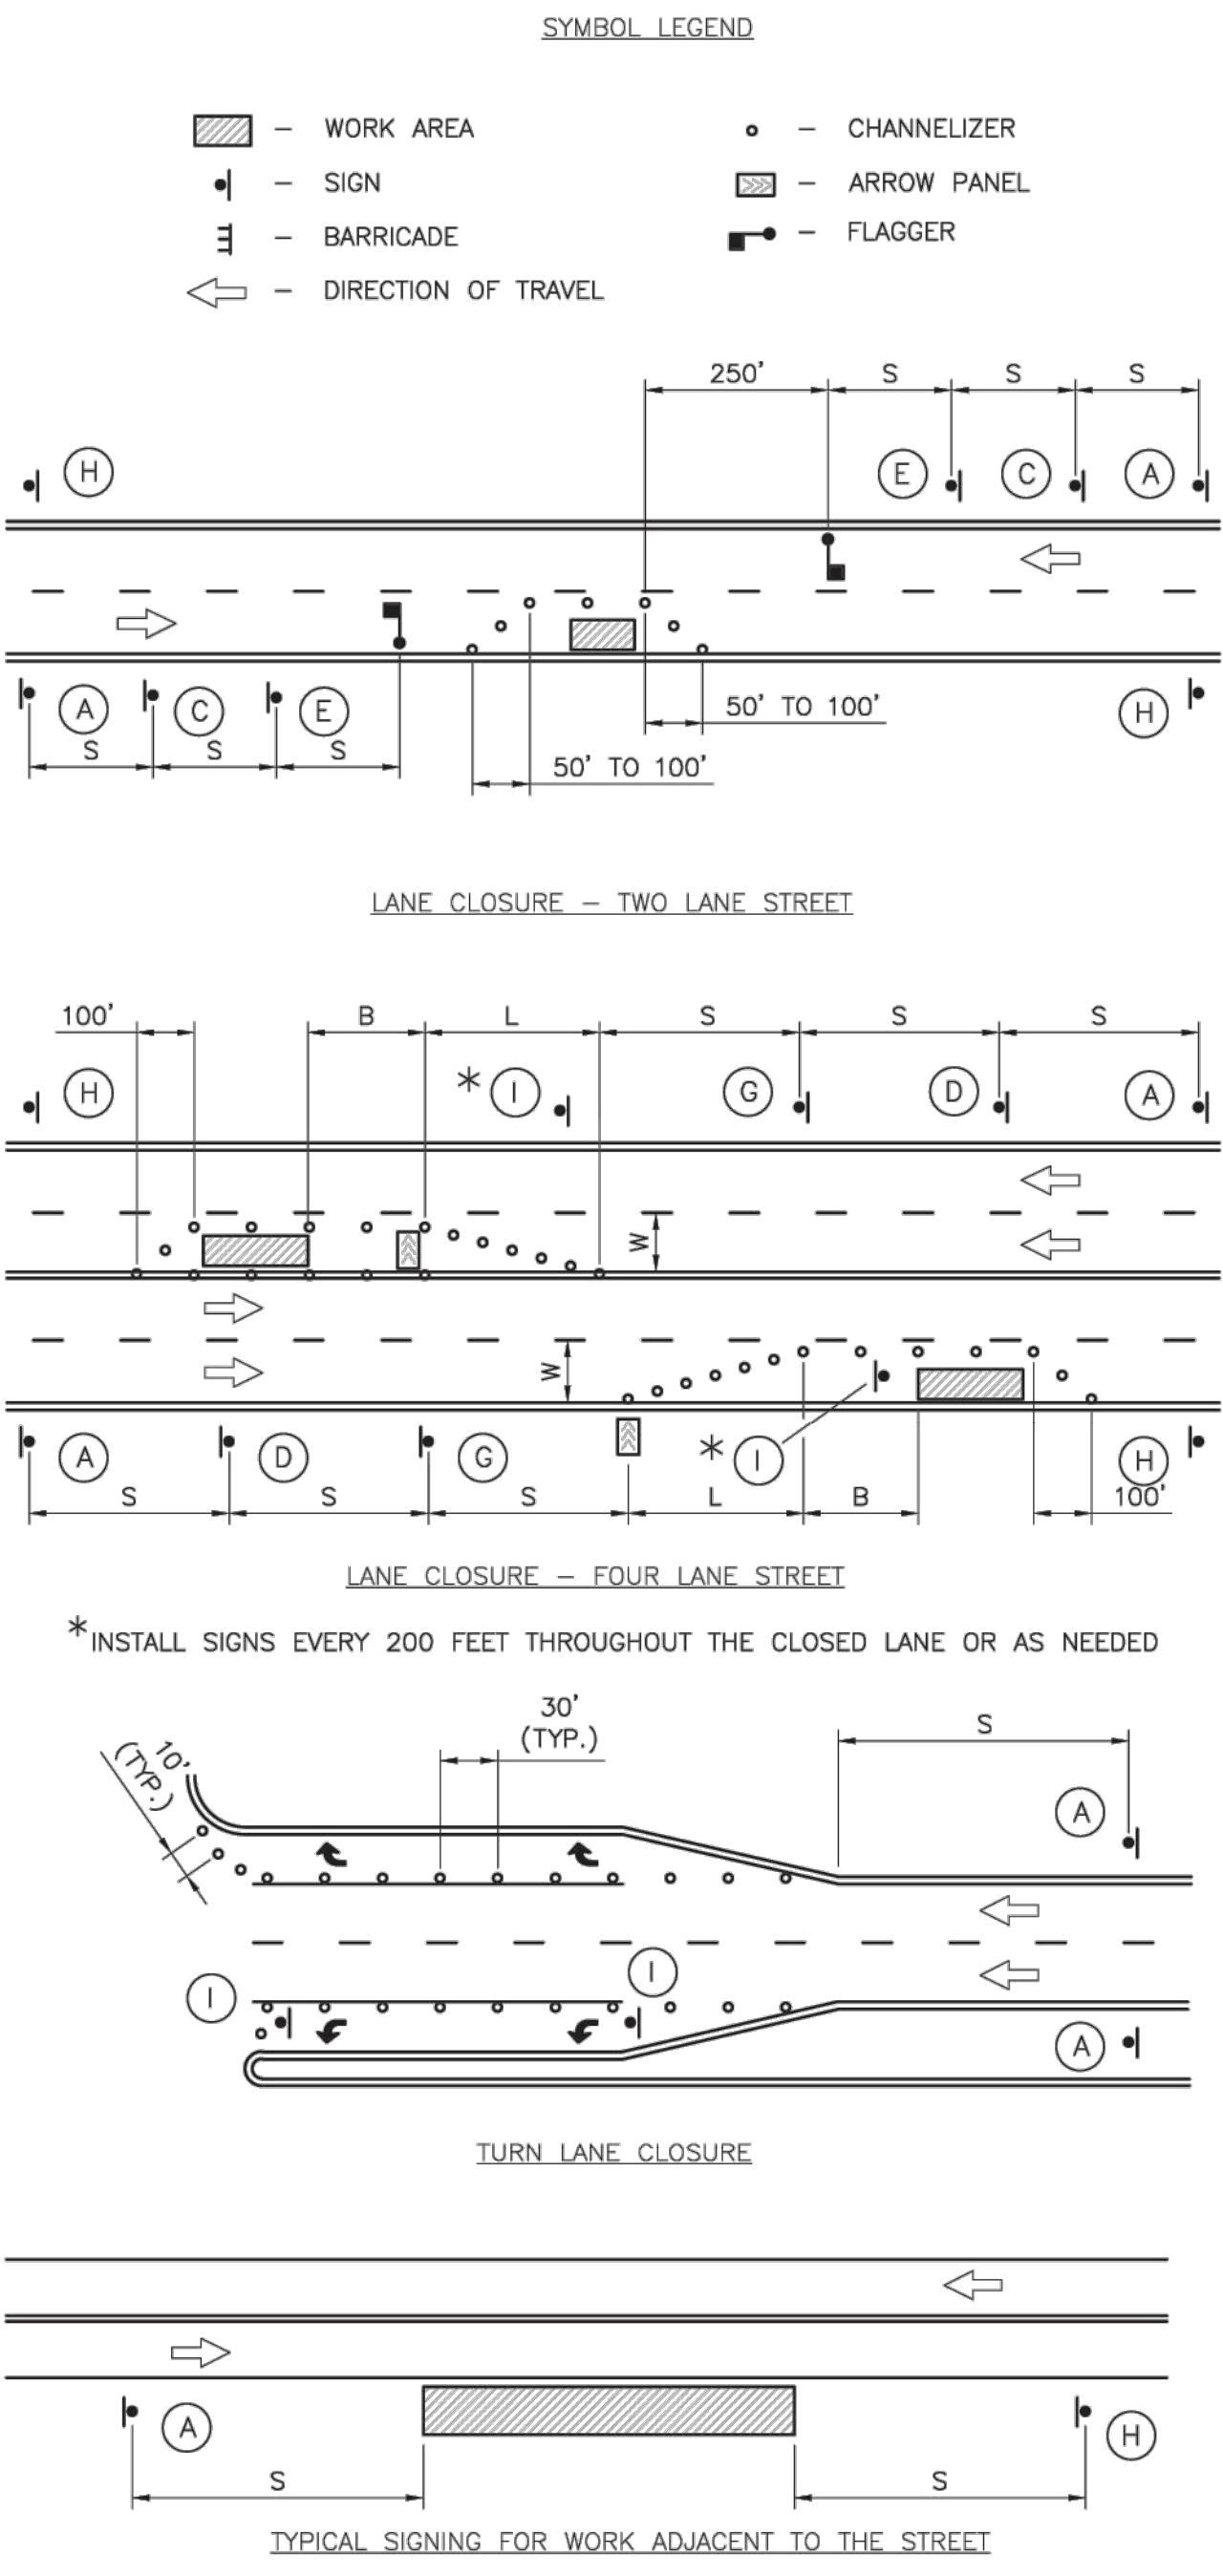 SYMBOL LEGEND
– WORK AREA
– CHANNELIZER
– SIGN
– ARROW PANEL
– BARRICADE
– FLAGGER
– DIRECTION OF TRAVEL
250' S S S
H E C A
A C E H
50' TO 100'
S S S
50' TO 100'
LANE CLOSURE – TWO LANE STREET
100' B L S S S
H * I G D A
W
W
A D G * I H
S S S L B 100'
LANE CLOSURE – FOUR LANE STREET
*INSTALL SIGNS EVERY 200 FEET THROUGHOUT THE CLOSED LANE OR AS NEEDED
30'
(TYP.)
S
10'
(TYP.)
A
I
I
A
TURN LANE CLOSURE
A H
S S
TYPICAL SIGNING FOR WORK ADJACENT TO THE STREET